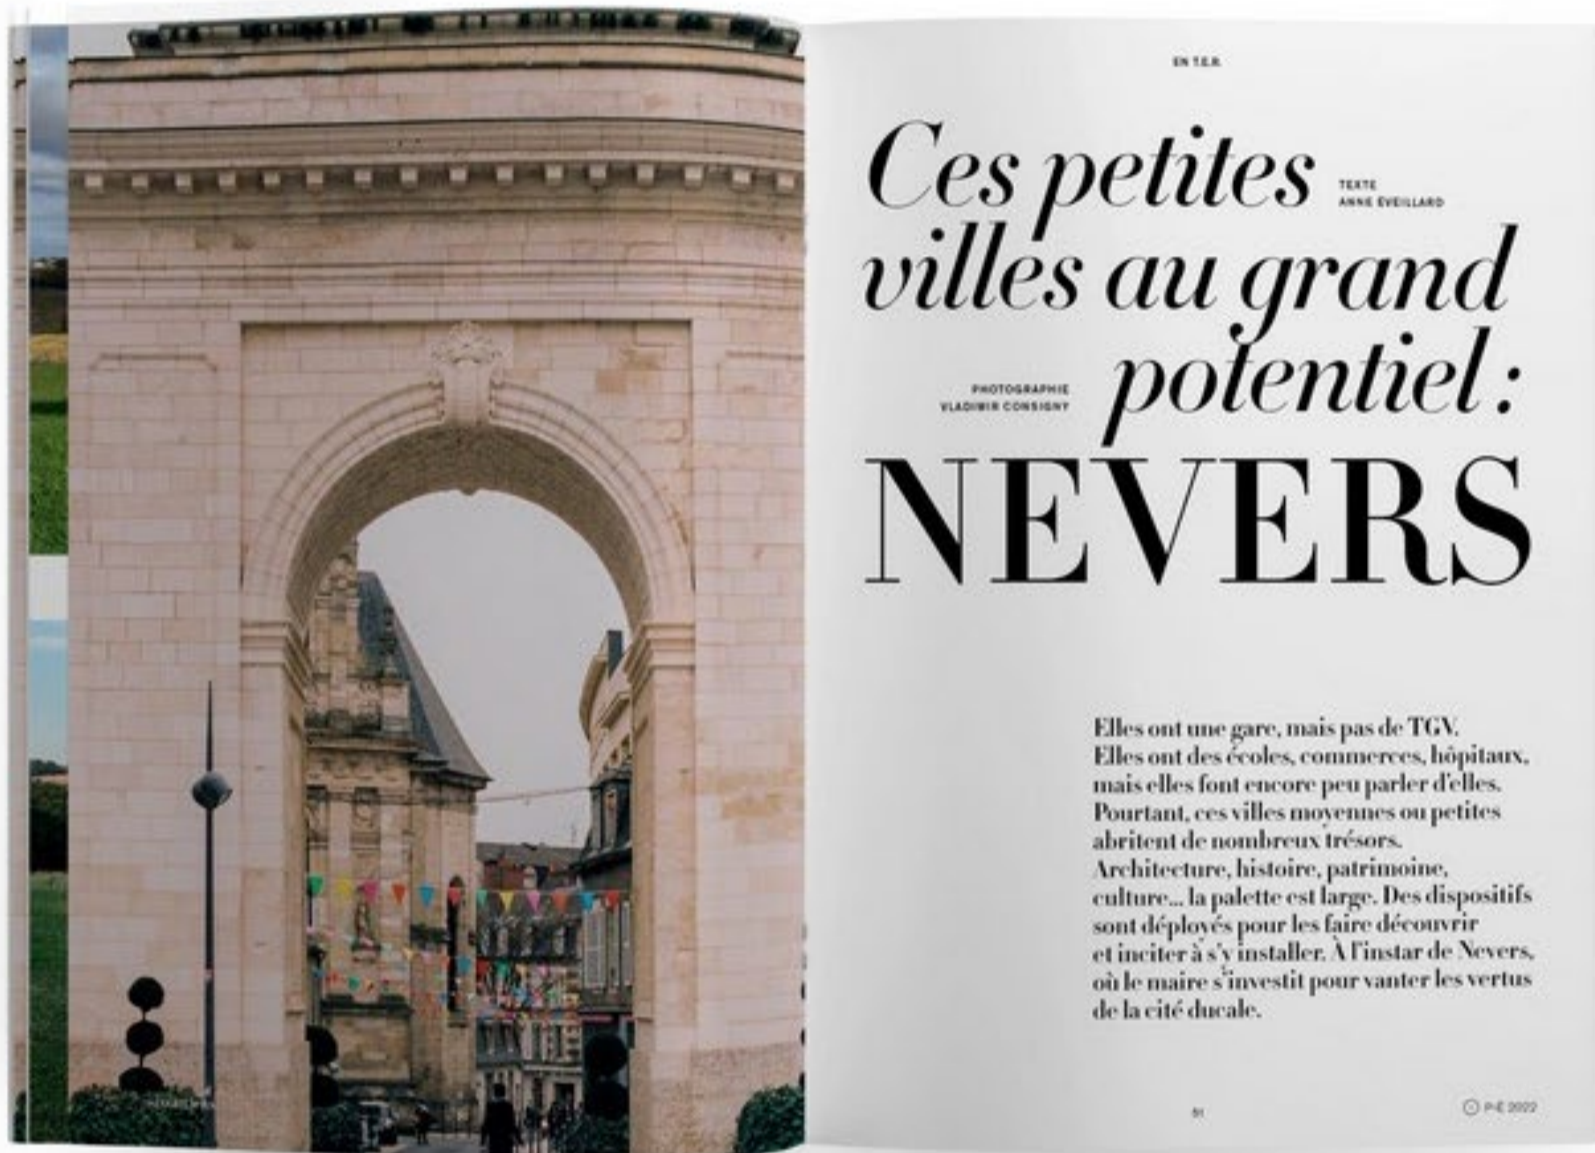 EN T.E.R.
Ces petites
TEXTE
ANNE ÉVEILLARD
villes au grand
PHOTOGRAPHIE
VLADIMIR CONSIGNY
potentiel :
NEVERS
Elles ont une gare, mais pas de TGV.
Elles ont des écoles, commerces, hôpitaux,
mais elles font encore peu parler d'elles.
Pourtant, ces villes moyennes ou petites
abritent de nombreux trésors.
Architecture, histoire, patrimoine,
culture... la palette est large. Des dispositifs
sont déployés pour les faire découvrir
et inciter à s'y installer. À l'instar de Nevers,
où le maire s'investit pour vanter les vertus
de la cité ducale.
51
P-É 2022